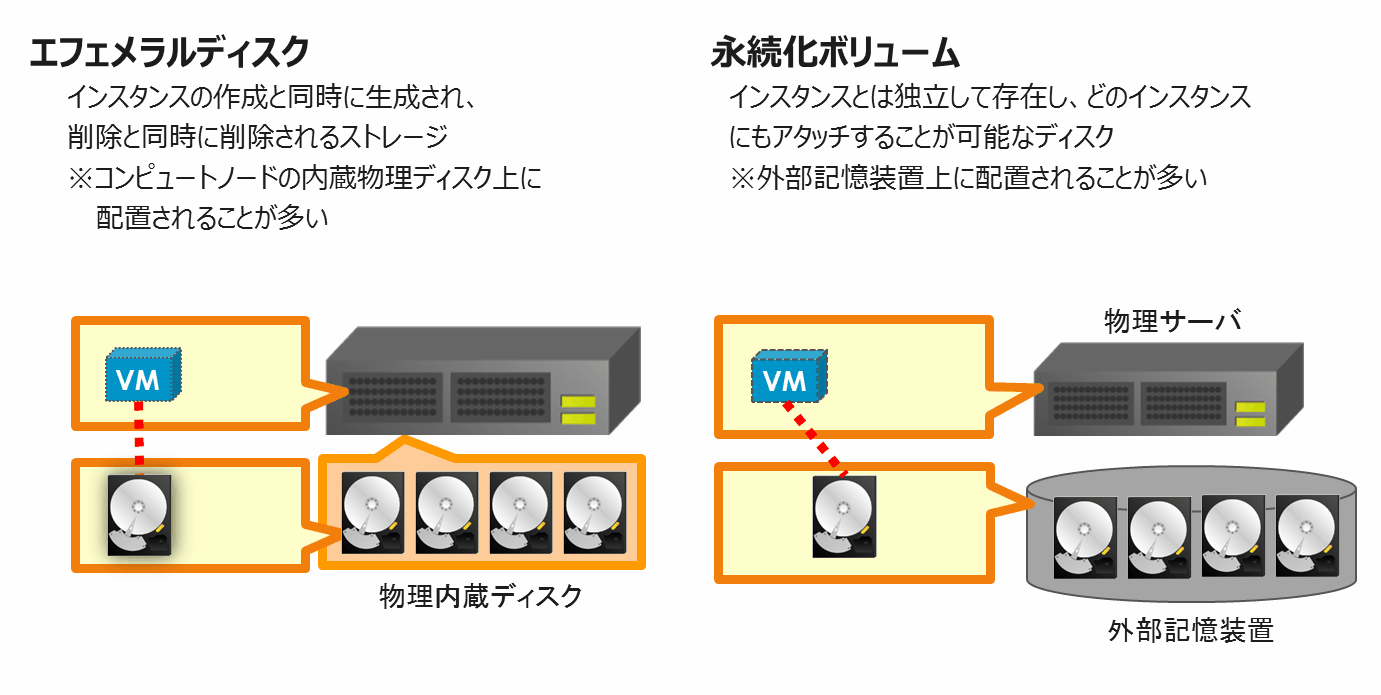 エフェメラルディスク
インスタンスの作成と同時に生成され、
削除と同時に削除されるストレージ
※コンピュートノードの内蔵物理ディスク上に
配置されることが多い
VM
物理内蔵ディスク
永続化ボリューム
インスタンスとは独立して存在し、どのインスタンス
にもアタッチすることが可能なディスク
※外部記憶装置上に配置されることが多い
物理サーバ
VM
外部記憶装置